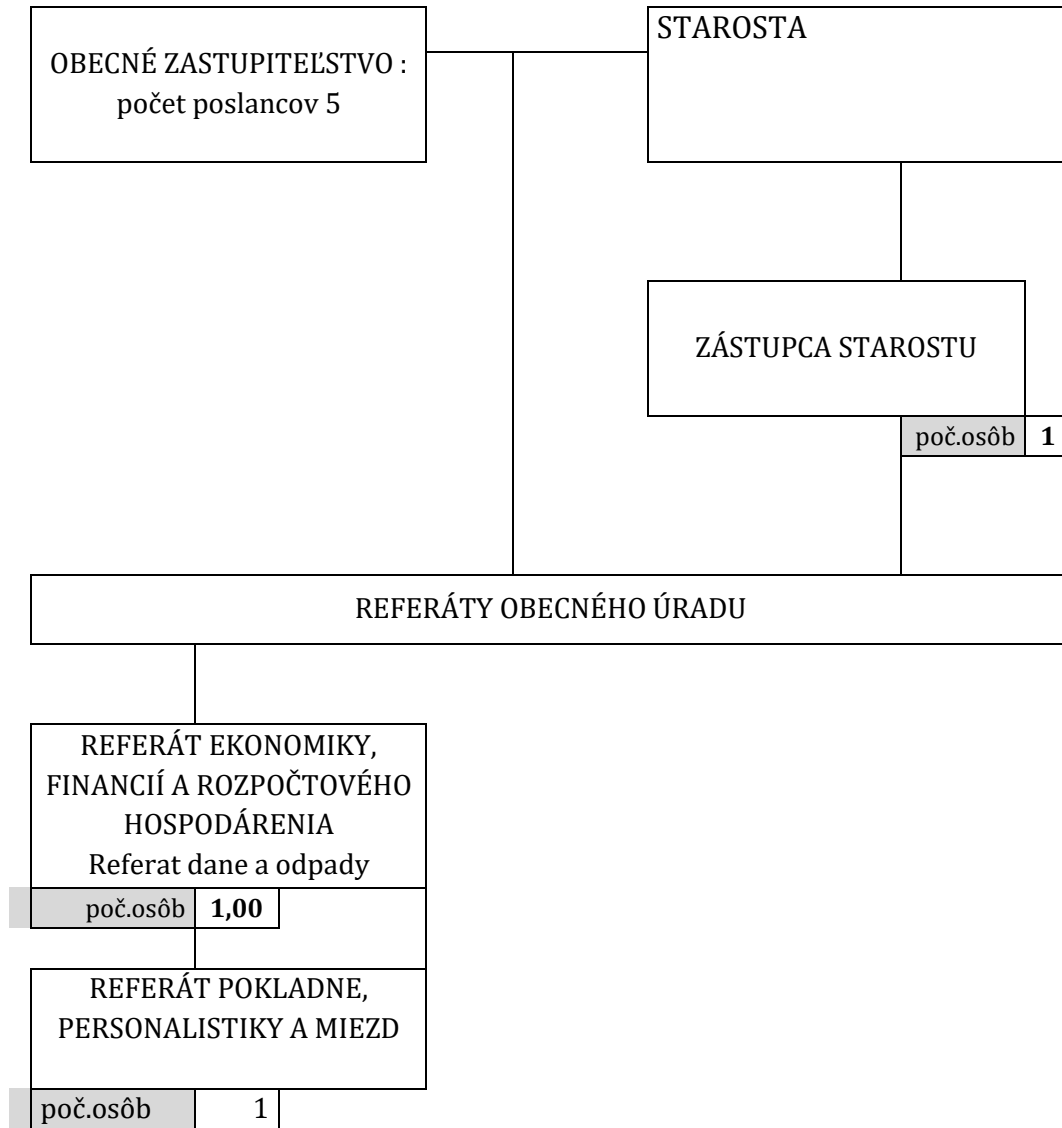 OBECNÉ ZASTUPITEĽSTVO :
počet poslancov 5
STAROSTA
ZÁSTUPCA STAROSTU
poč.osôb 1
REFERÁTY OBECNÉHO ÚRADU
REFERÁT EKONOMIKY,
FINANCIÍ A ROZPOČTOVÉHO
HOSPODÁRENIA
Referat dane a odpady
poč.osôb 1,00
REFERÁT POKLADNE,
PERSONALISTIKY A MIEZD
poč.osôb 1